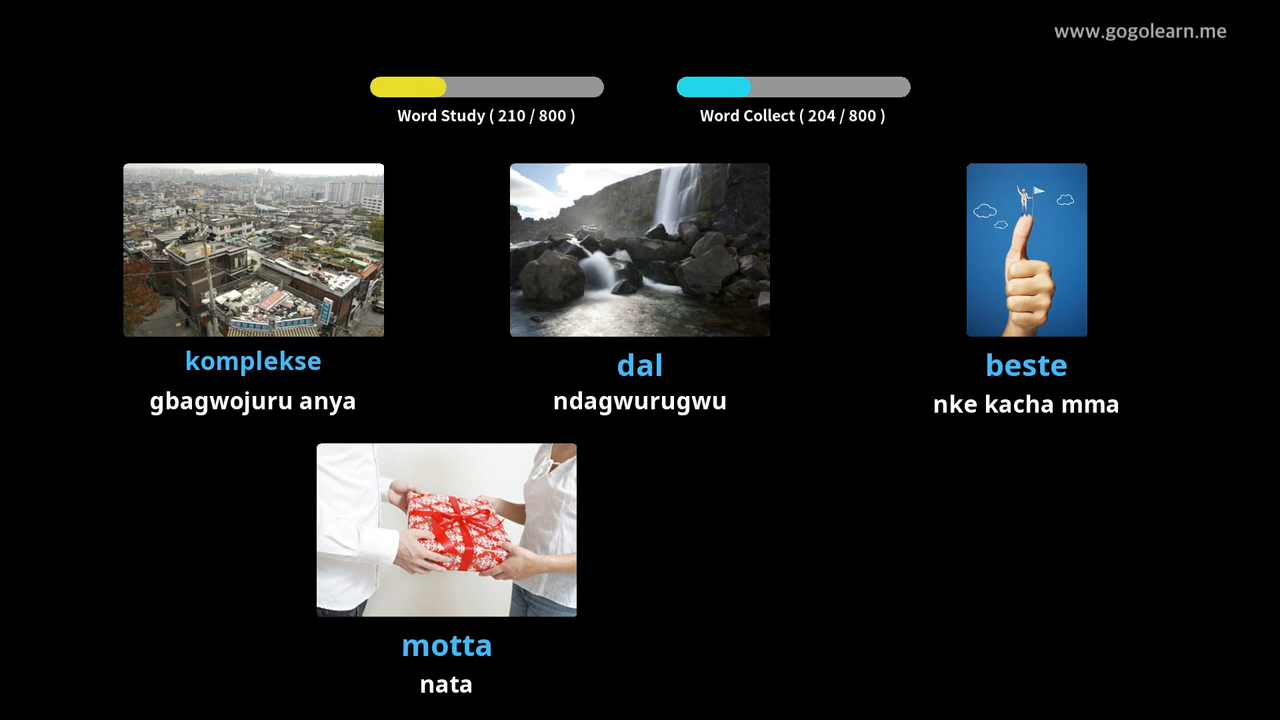 www.gogolearn.me
Word Study ( 210 / 800 )
Word Collect ( 204 / 800 )
komplekse
dal
beste
gbagwojuru anya
ndagwurugwu
nke kacha mma
motta
nata